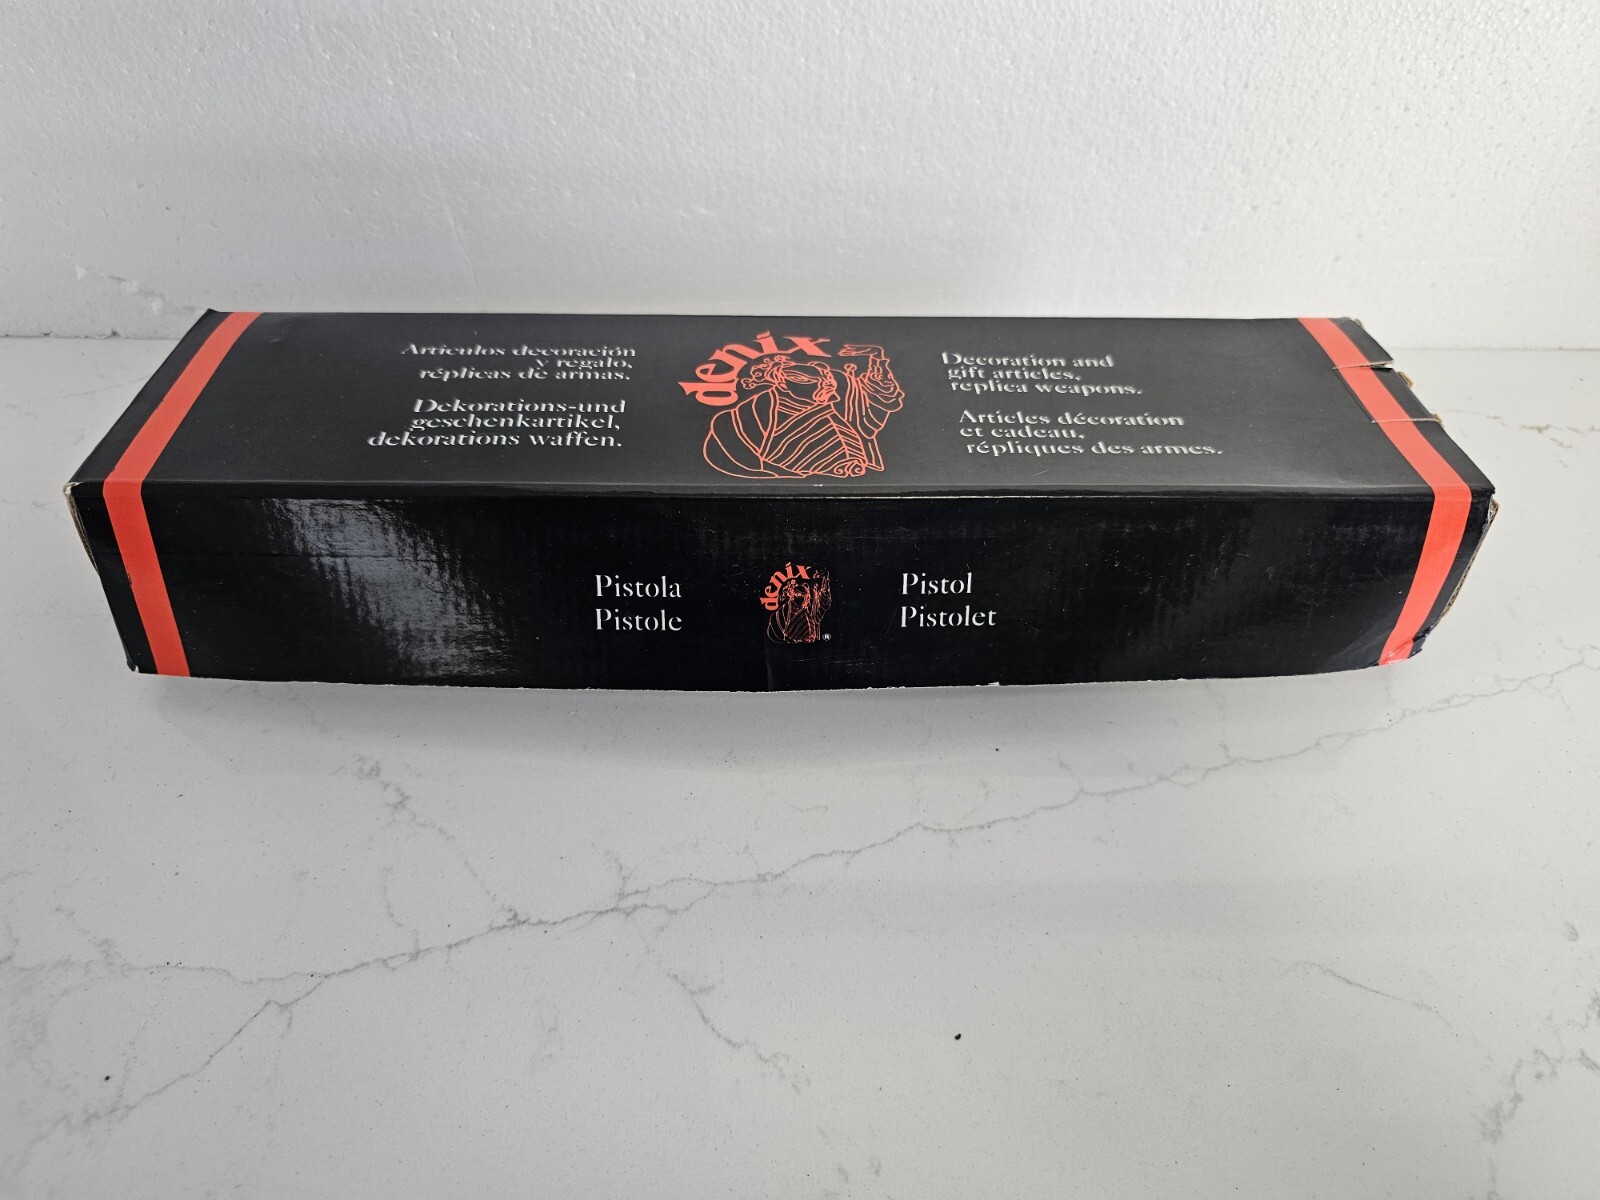 Artículos decoración
y regalo,
réplicas de armas.
Dekorations-und
geschenkartikel,
dekorations waffen.
denix
Decoration and
gift articles,
replica weapons.
Articles décoration
et cadeau,
répliques des armes.
Pistola
Pistole
denix
®
Pistol
Pistolet